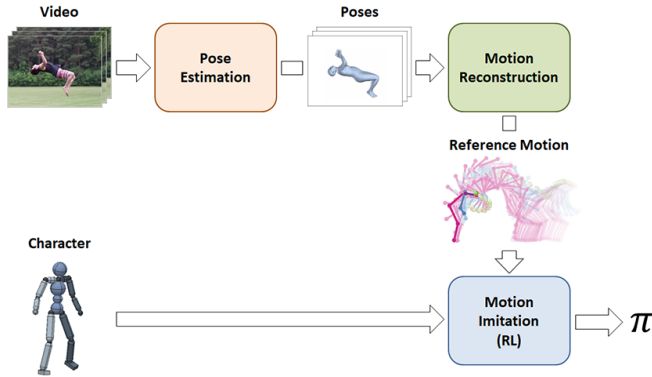 Video
Poses
Pose
Estimation
Motion
Reconstruction
Reference Motion
Character
Motion
Imitation
(RL)
π